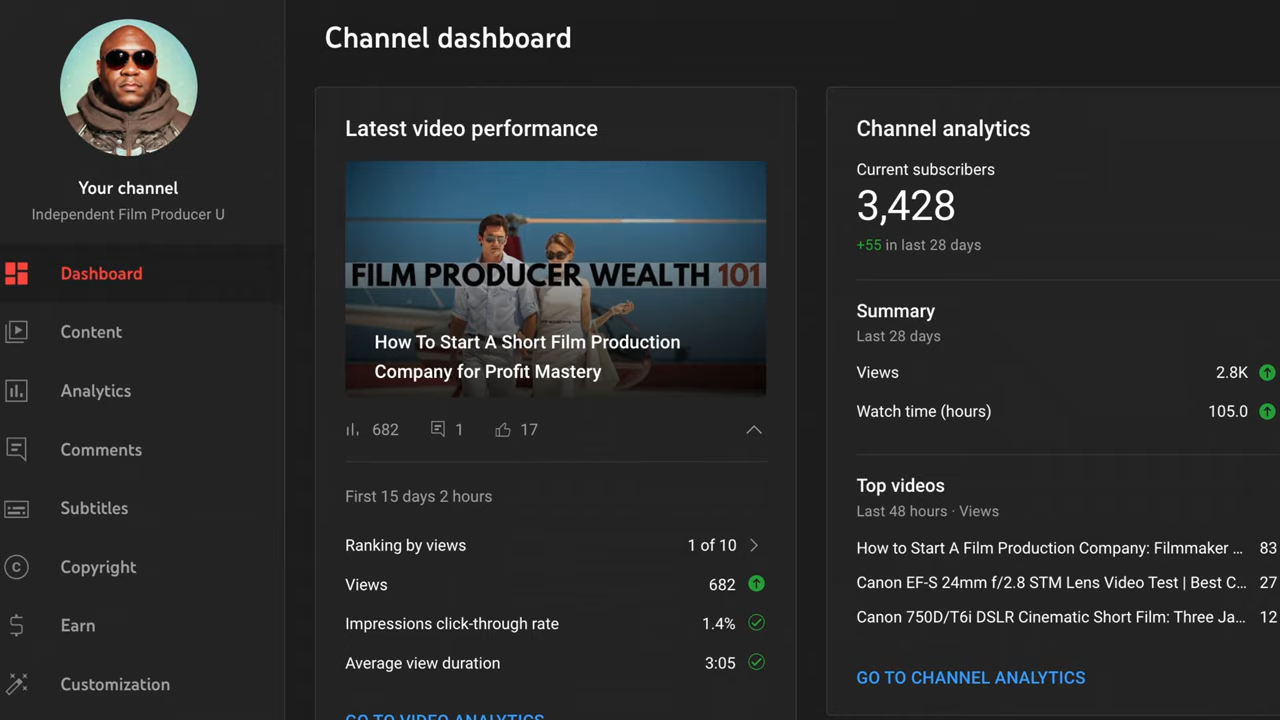 Your channel
Independent Film Producer U
Dashboard
Content
Analytics
Comments
Subtitles
Copyright
Earn
Customization
Channel dashboard
Latest video performance
FILM PRODUCER WEALTH 101
How To Start A Short Film Production
Company for Profit Mastery
682 1 17
First 15 days 2 hours
Ranking by views 1 of 10
Views 682
Impressions click-through rate 1.4%
Average view duration 3:05
GO TO VIDEO ANALYTICS
Channel analytics
Current subscribers
3,428
+55 in last 28 days
Summary
Last 28 days
Views 2.8K
Watch time (hours) 105.0
Top videos
Last 48 hours · Views
How to Start A Film Production Company: Filmmaker ... 83
Canon EF-S 24mm f/2.8 STM Lens Video Test | Best C... 27
Canon 750D/T6i DSLR Cinematic Short Film: Three Ja... 12
GO TO CHANNEL ANALYTICS